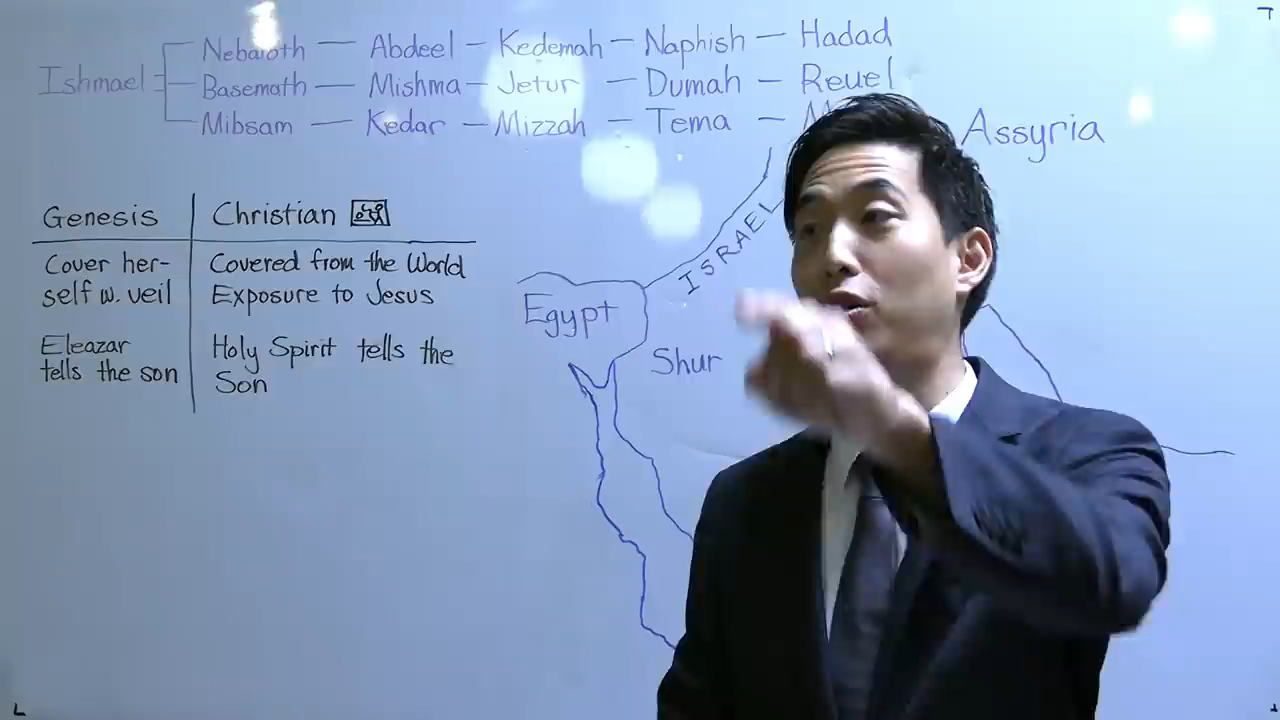 Nebaioth — Abdeel — Kedemah — Naphish — Hadad
Ishmael Basemath — Mishma — Jetur — Dumah — Reuel
Mibsam — Kedar — Mizzah — Tema —
Assyria
Genesis Christian
Cover her- Covered from the World
self w. veil Exposure to Jesus
Eleazar Holy Spirit tells the
tells the son Son
ISRAEL
Egypt
Shur